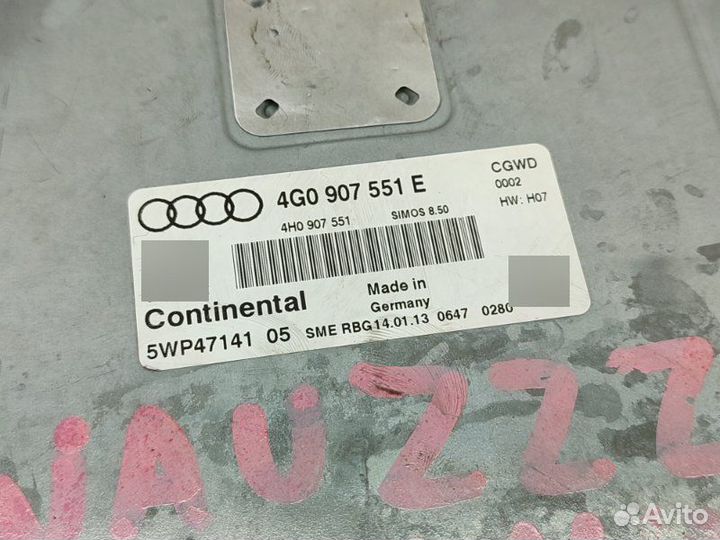 4G0 907 551 E
CGWD
0002
HW: H07
4H0 907 551 SIMOS 8.50
Continental
Made in
Germany
5WP47141 05 SME RBG14.01.13 0647 0280
WAUZZZ
Avito